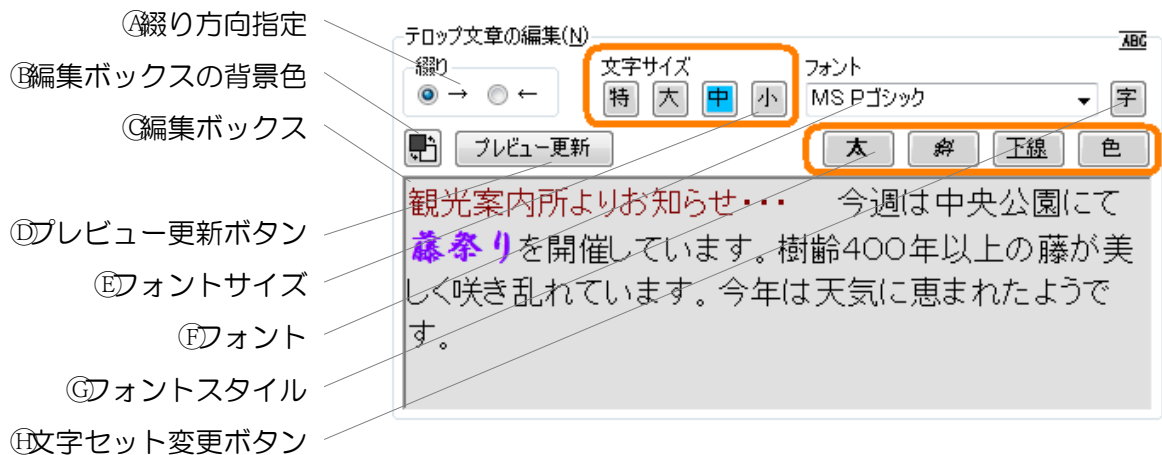 Ⓐ綴り方向指定
Ⓑ編集ボックスの背景色
Ⓒ編集ボックス
Ⓓプレビュー更新ボタン
Ⓔフォントサイズ
Ⓕフォント
Ⓖフォントスタイル
Ⓗ文字セット変更ボタン
テロップ文章の編集(N)
ABC
綴り
→ ←
文字サイズ
特 大 中 小
フォント
MS Pゴシック
字
プレビュー更新
太 斜 下線 色
観光案内所よりお知らせ・・・　今週は中央公園にて
藤祭りを開催しています。樹齢400年以上の藤が美
しく咲き乱れています。今年は天気に恵まれたようで
す。